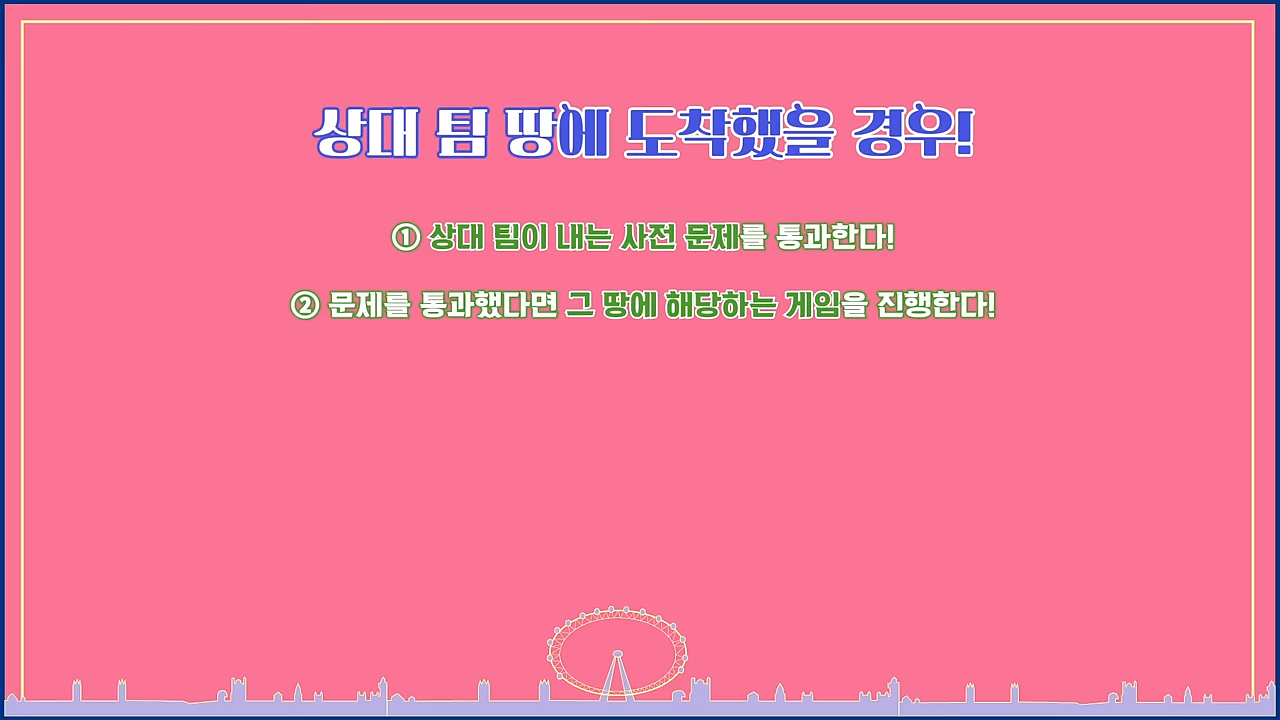 상대 팀 땅에 도착했을 경우!
① 상대 팀이 내는 사전 문제를 통과한다!
② 문제를 통과했다면 그 땅에 해당하는 게임을 진행한다!